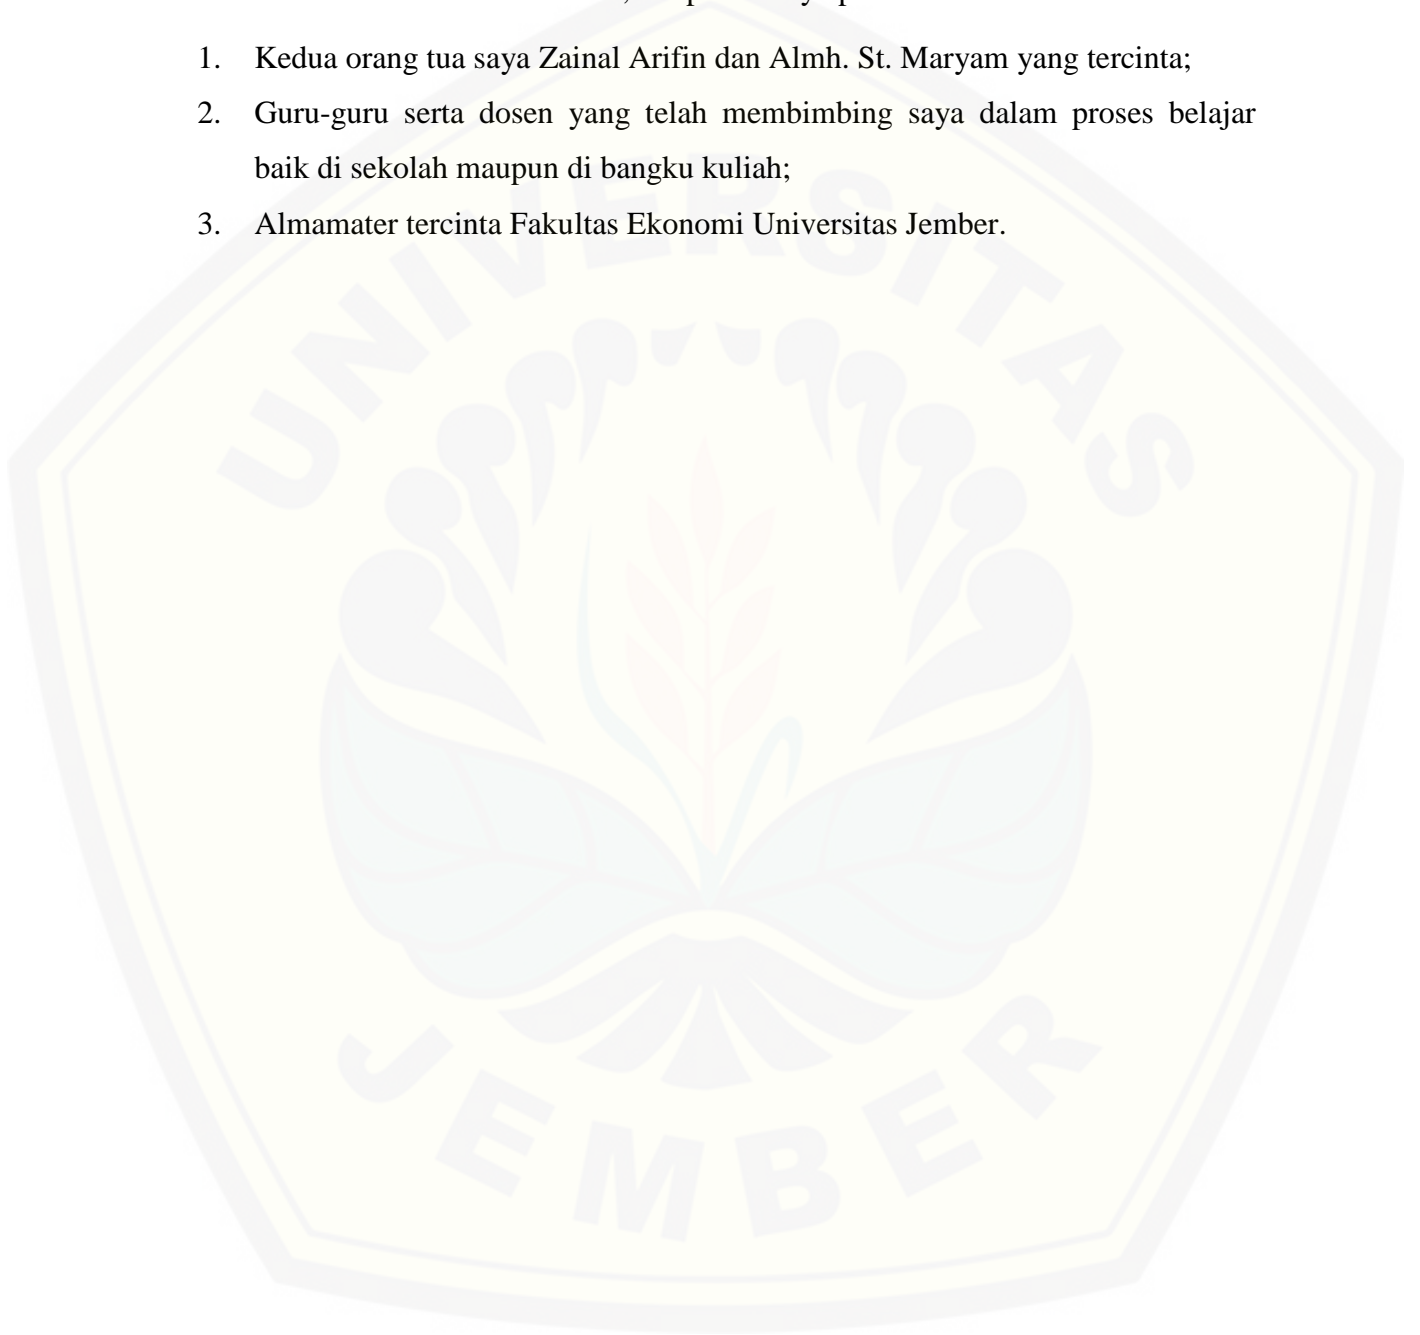 1. Kedua orang tua saya Zainal Arifin dan Almh. St. Maryam yang tercinta;
2. Guru-guru serta dosen yang telah membimbing saya dalam proses belajar
baik di sekolah maupun di bangku kuliah;
3. Almamater tercinta Fakultas Ekonomi Universitas Jember.
UNIVERSITAS
JEMBER